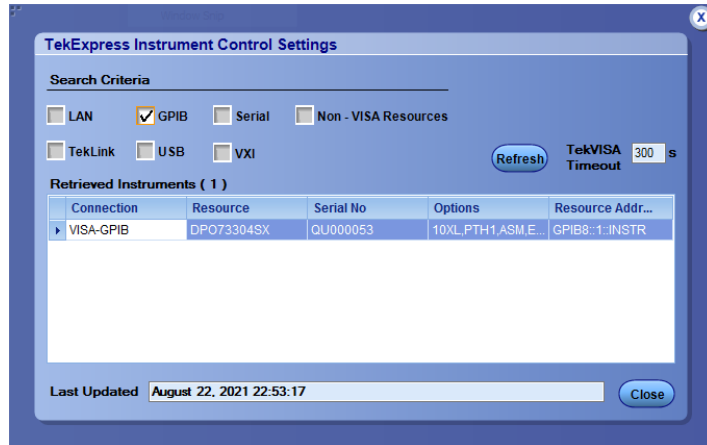 X
TekExpress Instrument Control Settings
Search Criteria
LAN GPIB Serial Non - VISA Resources
TekLink USB VXI
Refresh
TekVISA Timeout 300 s
Retrieved Instruments ( 1 )
Connection Resource Serial No Options Resource Addr...
VISA-GPIB DPO73304SX QU000053 10XL,PTH1,ASM,E... GPIB8::1::INSTR
Last Updated August 22, 2021 22:53:17
Close